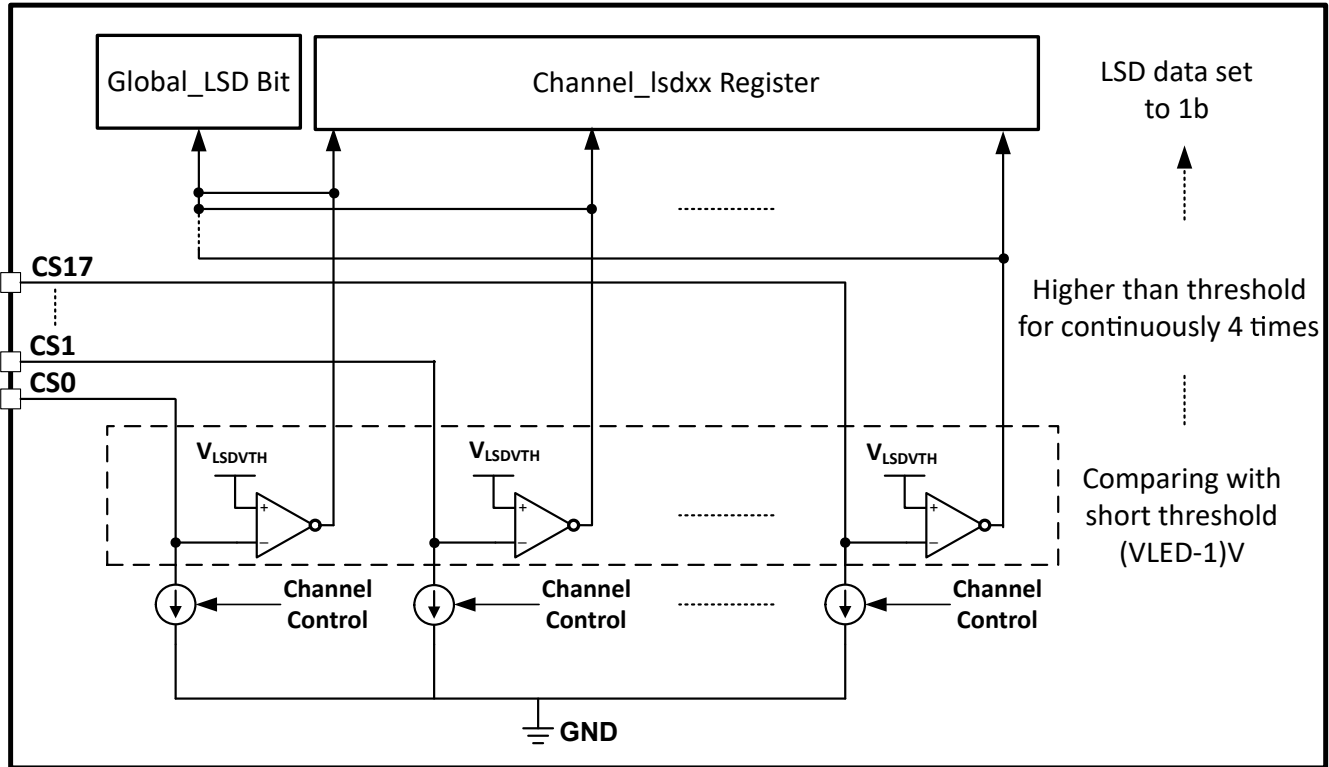 Global_LSD Bit
Channel_lsdxx Register
LSD data set
to 1b
CS17
Higher than threshold
for continuously 4 times
CS1
CS0
VLSDVTH
VLSDVTH
VLSDVTH
+
+
+
−
−
−
Comparing with
short threshold
(VLED-1)V
Channel
Control
Channel
Control
Channel
Control
GND